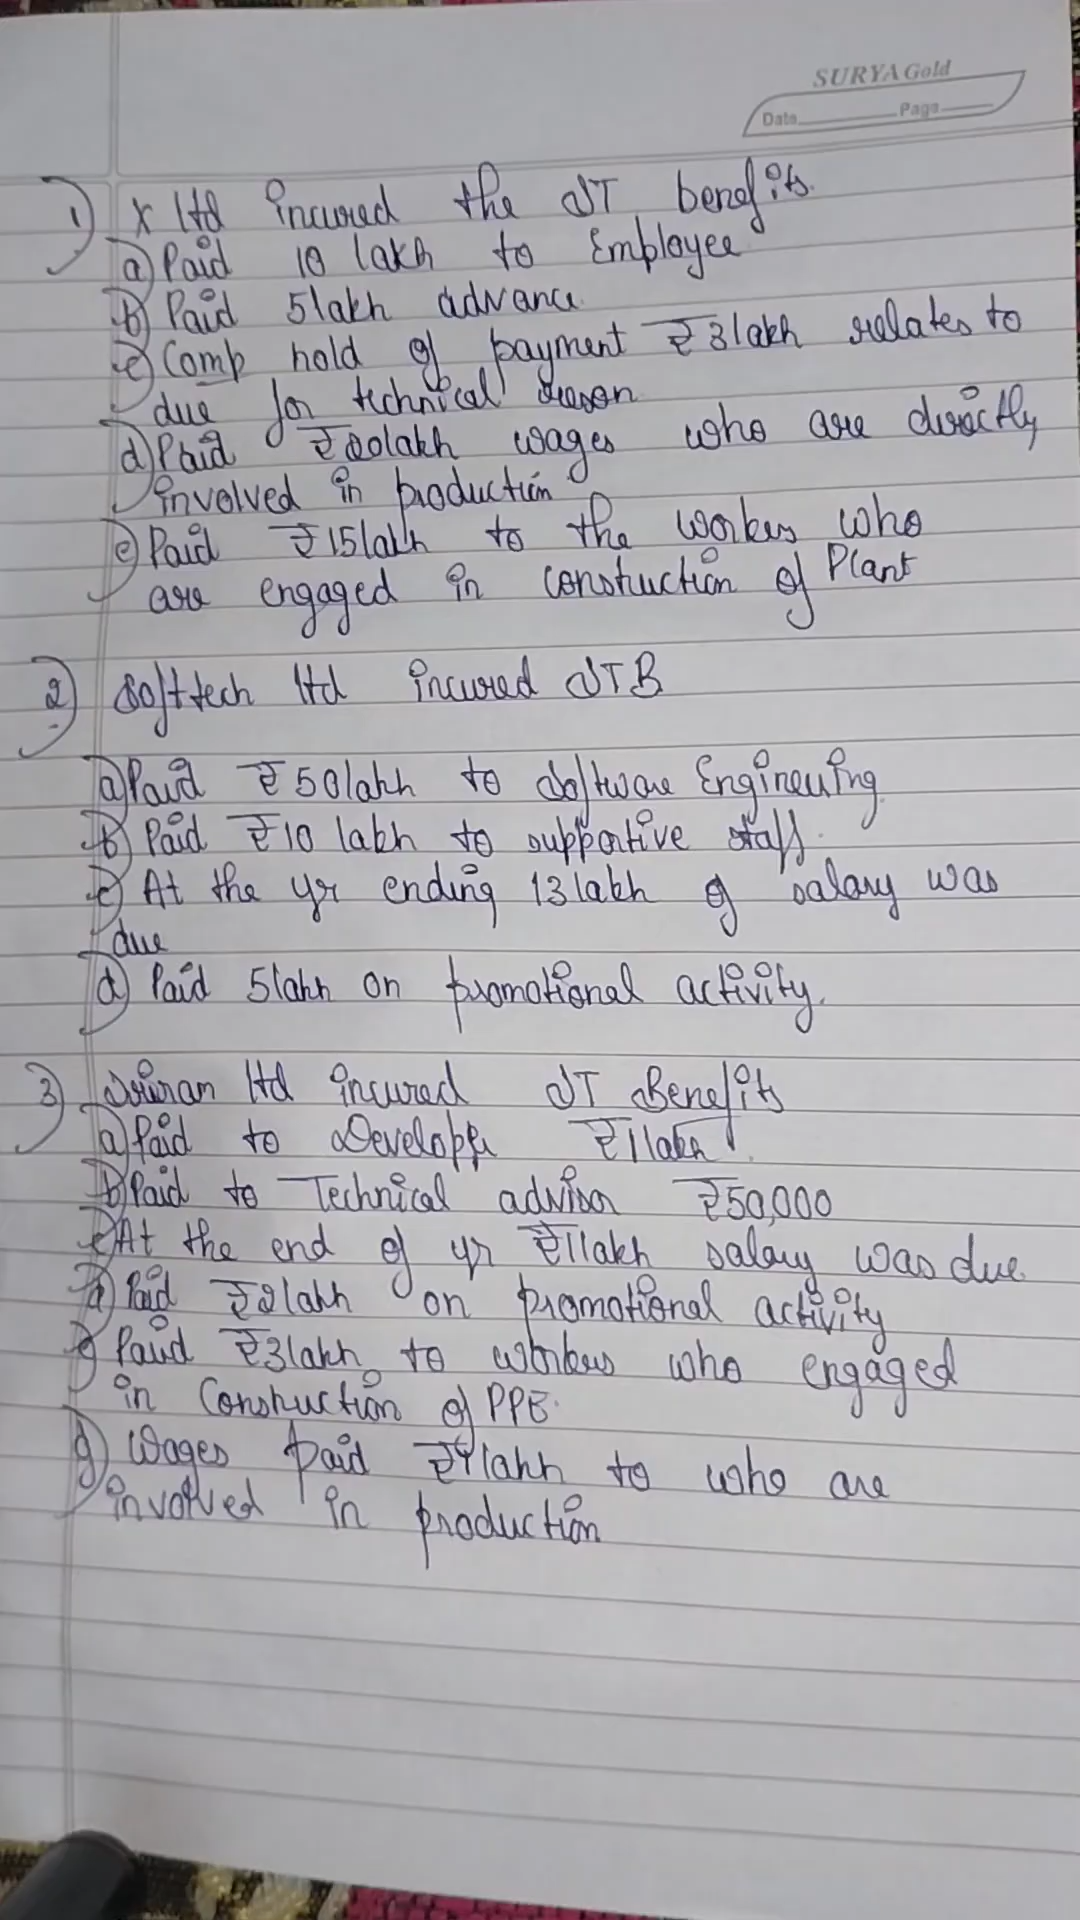 SURYA Gold
Date Page
1) X ltd incured the ST benefits.
a) Paid 10 lakh to Employee
b) Paid 5lakh advance
c) Comp hold of payment ₹3lakh relates to
due for technical reason
d) Paid ₹20lakh wages who are directly
involved in production
e) Paid ₹15lakh to the workers who
are engaged in constuction of Plant
2) Softtech ltd incured STB
a) Paid ₹50lakh to Software Engineering
b) Paid ₹10 lakh to supportive staff.
c) At the yr ending 13lakh of salary was
due
d) Paid 5lakh on promotional activity.
3) ltd incured ST Benefits
a) Paid to Developer ₹1lakh.
b) Paid to Technical advisor ₹50,000
c) At the end of yr ₹1lakh salary was due
d) Paid ₹2lakh on promotional activity
e) Paid ₹3lakh to workers who engaged
in Construction of PPE.
g) Wages paid ₹4lakh to who are
involved in production